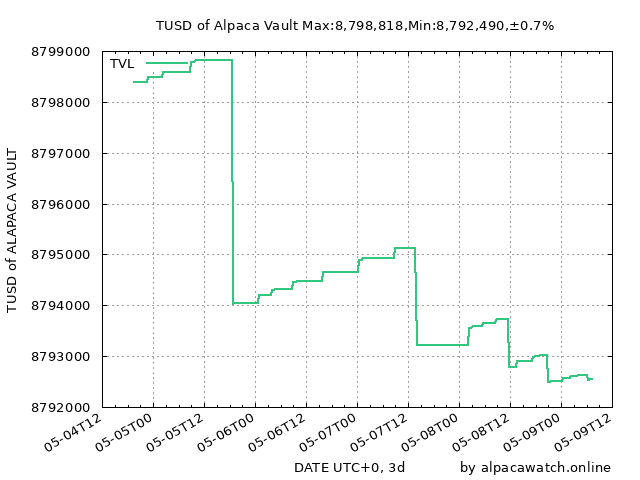 TUSD of Alpaca Vault Max:8,798,818,Min:8,792,490,±0.7%
TVL
8799000
8798000
8797000
8796000
8795000
8794000
8793000
8792000
TUSD of ALAPACA VAULT
05-04T12
05-05T00
05-05T12
05-06T00
05-06T12
05-07T00
05-07T12
05-08T00
05-08T12
05-09T00
05-09T12
DATE UTC+0, 3d
by alpacawatch.online